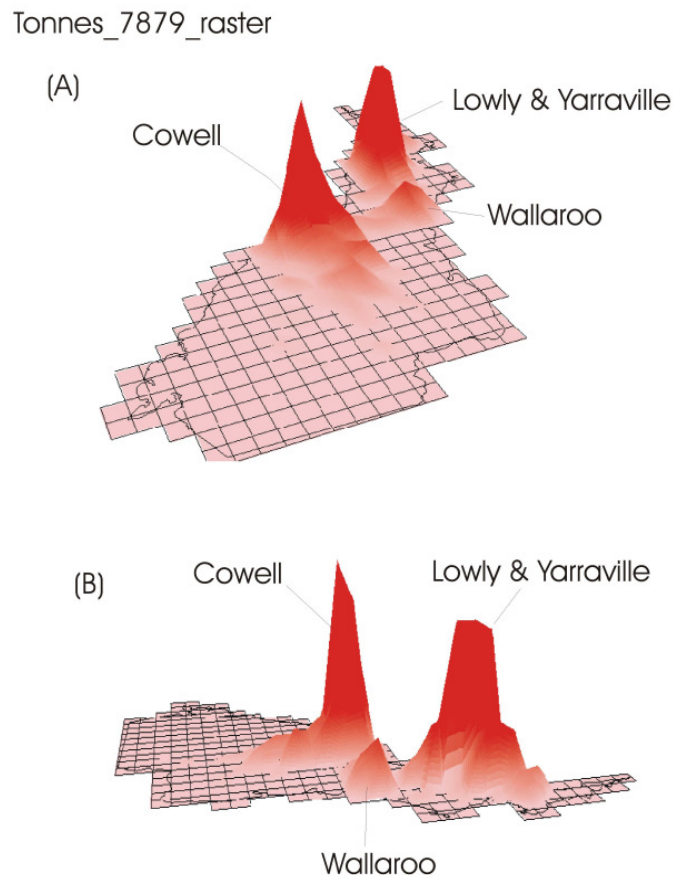 Tonnes_7879_raster
(A)
Lowly & Yarraville
Cowell
Wallaroo
(B)
Cowell
Lowly & Yarraville
Wallaroo